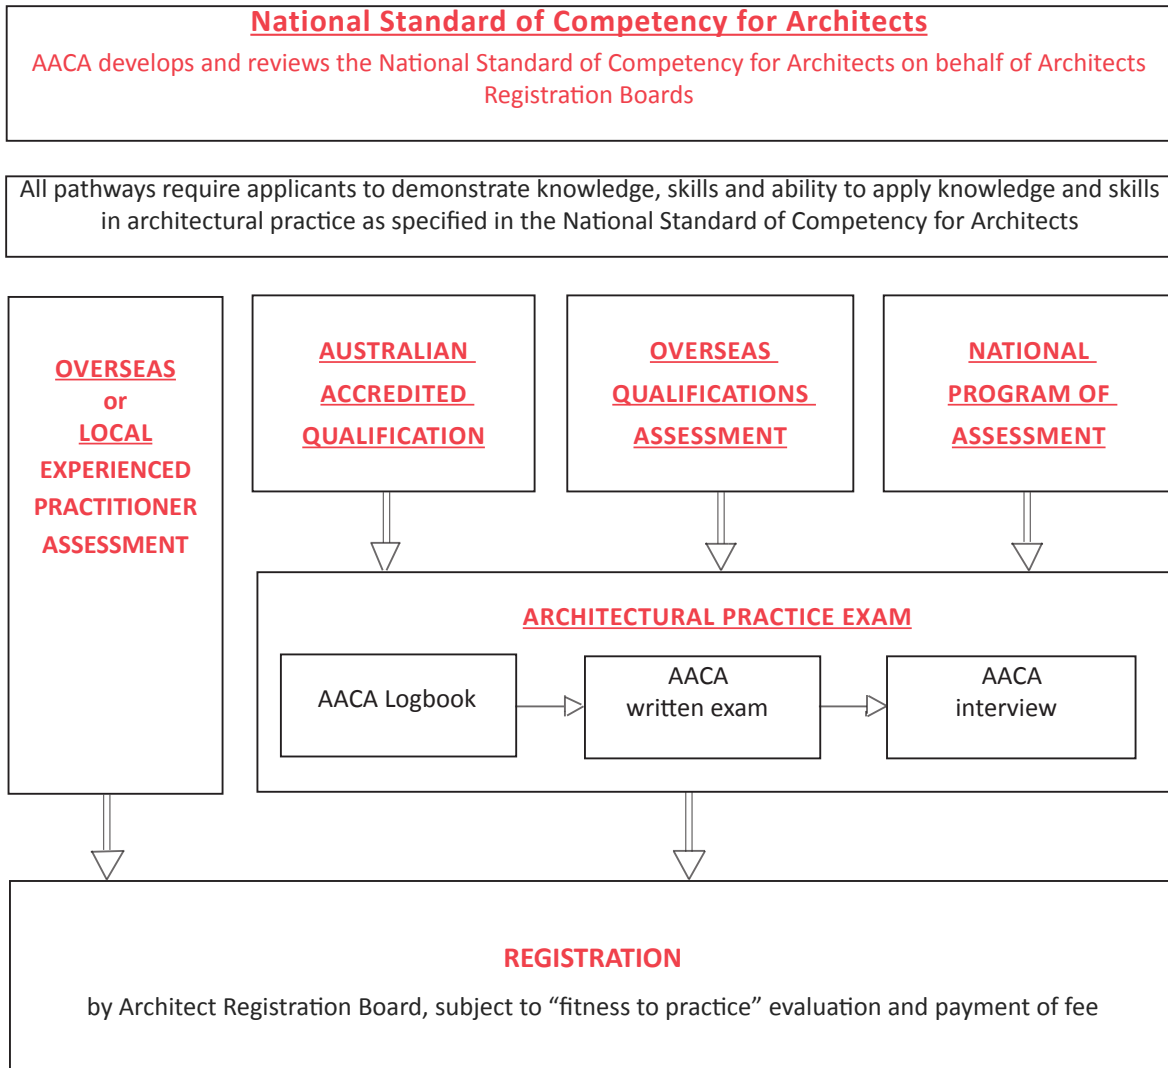 National Standard of Competency for Architects
AACA develops and reviews the National Standard of Competency for Architects on behalf of Architects
Registration Boards
All pathways require applicants to demonstrate knowledge, skills and ability to apply knowledge and skills
in architectural practice as specified in the National Standard of Competency for Architects
OVERSEAS
or
LOCAL
EXPERIENCED
PRACTITIONER
ASSESSMENT
AUSTRALIAN
ACCREDITED
QUALIFICATION
OVERSEAS
QUALIFICATIONS
ASSESSMENT
NATIONAL
PROGRAM OF
ASSESSMENT
ARCHITECTURAL PRACTICE EXAM
AACA Logbook
AACA
written exam
AACA
interview
REGISTRATION
by Architect Registration Board, subject to “fitness to practice” evaluation and payment of fee